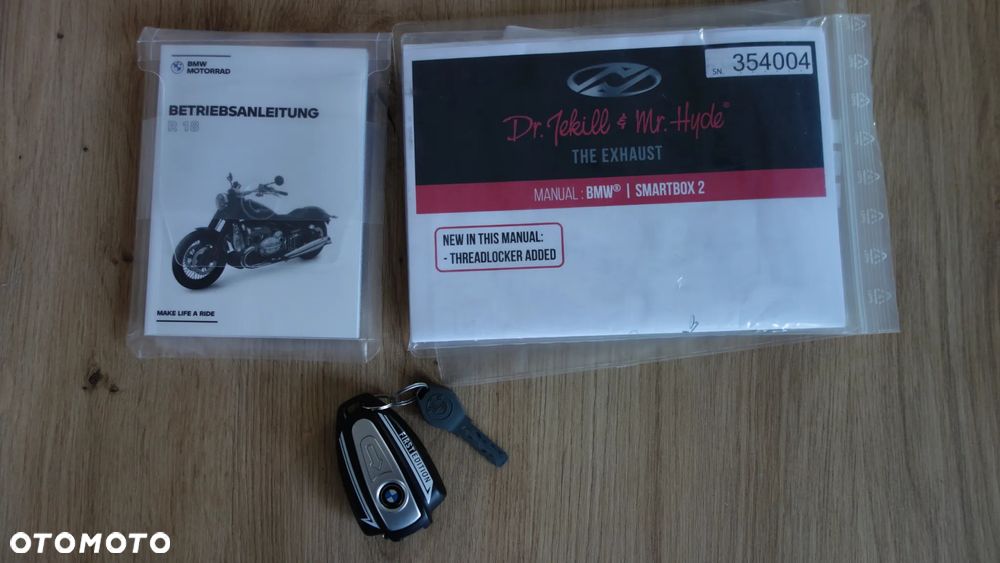 BMW
MOTORRAD
BETRIEBSANLEITUNG
R 18
MAKE LIFE A RIDE
SN. 354004
Dr. Jekill & Mr. Hyde®
THE EXHAUST
MANUAL : BMW® | SMARTBOX 2
NEW IN THIS MANUAL:
- THREADLOCKER ADDED
FIRST EDITION
OTOMOTO